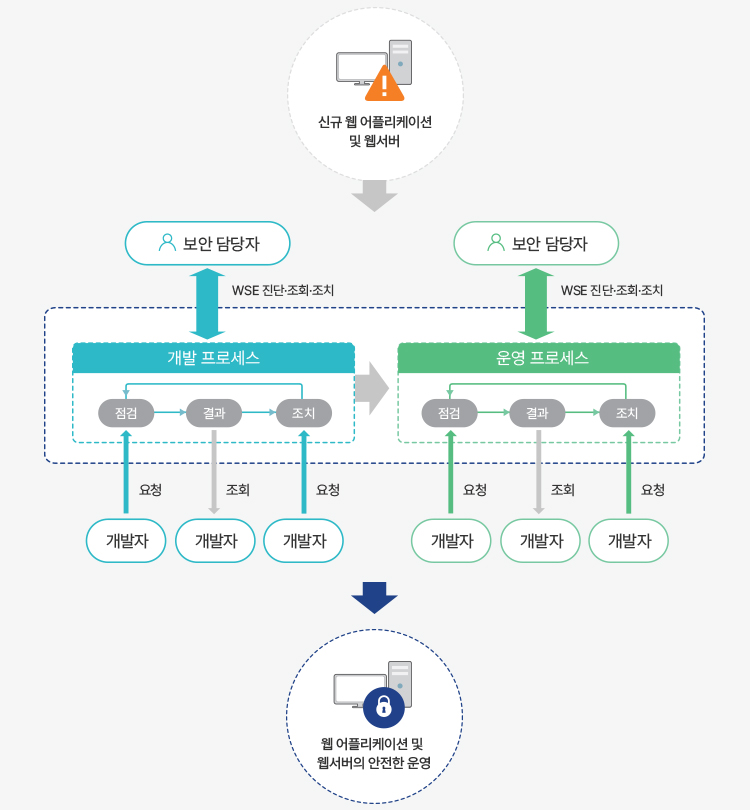 신규 웹 어플리케이션
및 웹서버
보안 담당자
보안 담당자
WSE 진단·조회·조치
WSE 진단·조회·조치
개발 프로세스
운영 프로세스
점검
결과
조치
점검
결과
조치
요청
조회
요청
요청
조회
요청
개발자
개발자
개발자
개발자
개발자
개발자
웹 어플리케이션 및
웹서버의 안전한 운영